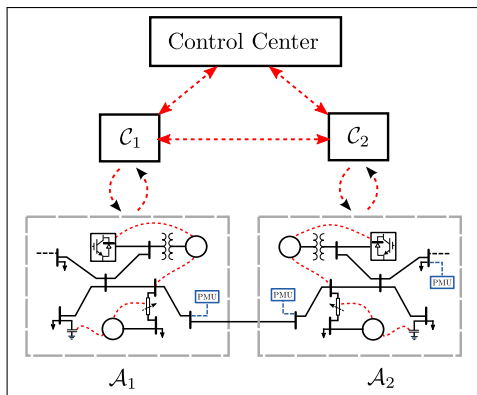 Control Center
𝒞₁
𝒞₂
PMU
PMU
PMU
𝒜₁
𝒜₂